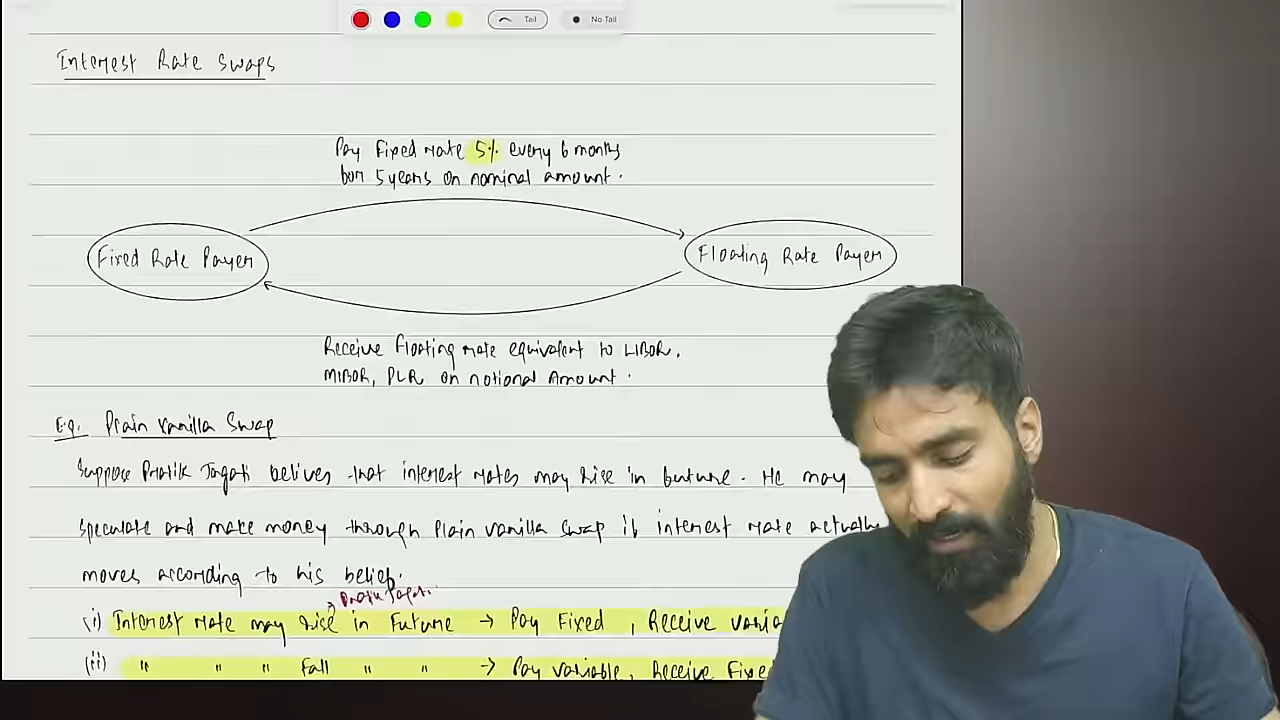 Tail
No Tail
Interest Rate Swaps
Pay Fixed rate 5% every 6 months
for 5 years on nominal amount.
Fixed Rate Payer
Floating Rate Payer
Receive floating rate equivalent to LIBOR,
MIBOR, PLR on notional Amount.
E.g. Plain Vanilla Swap
Suppose Pratik Jagati belives that interest rates may rise in future. He may
speculate and make money through Plain Vanilla swap if interest rate
moves according to his belief.
Pratik Jagati
(i) Interest rate may rise in Future → Pay Fixed, Receive
(ii) " " " Fall " " → Pay variable, Receive Fixed